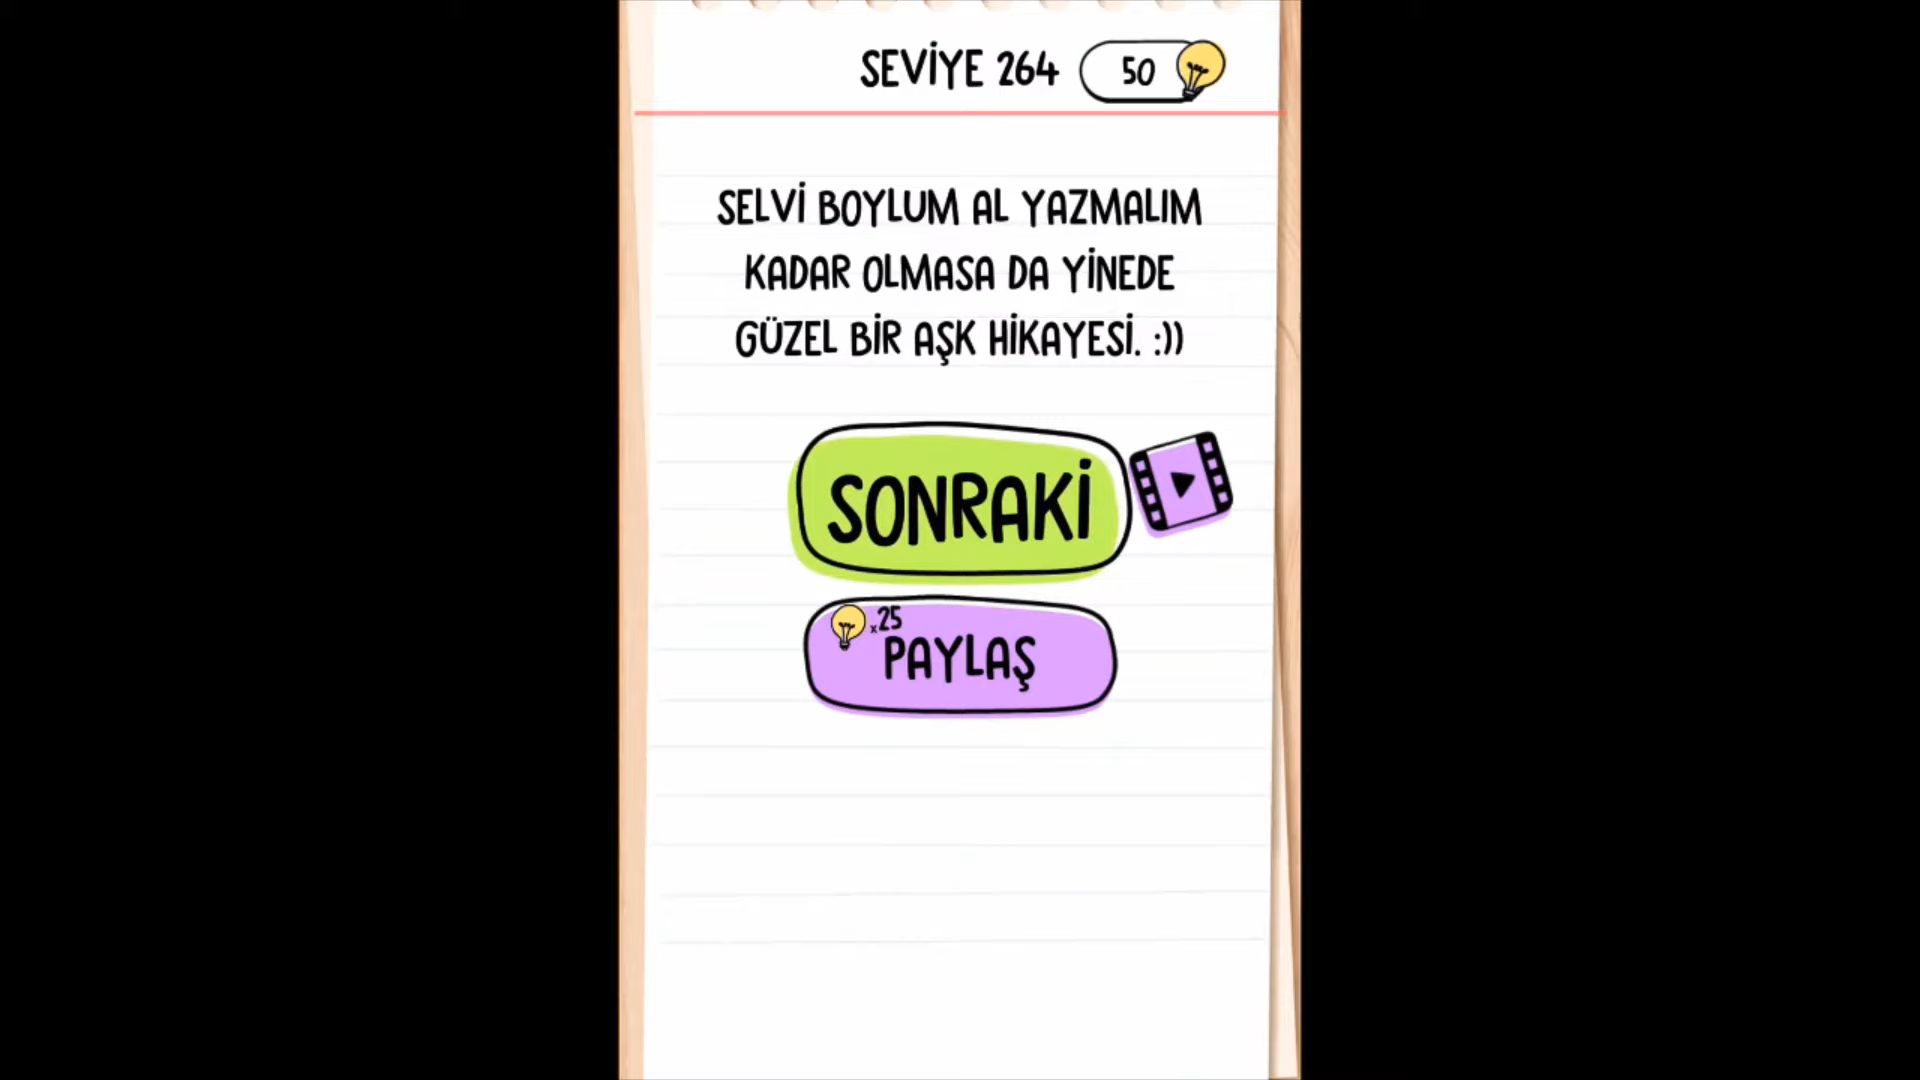 SEVİYE 264 50
SELVİ BOYLUM AL YAZMALIM
KADAR OLMASA DA YİNEDE
GÜZEL BİR AŞK HİKAYESİ. :))
SONRAKİ
x25
PAYLAŞ